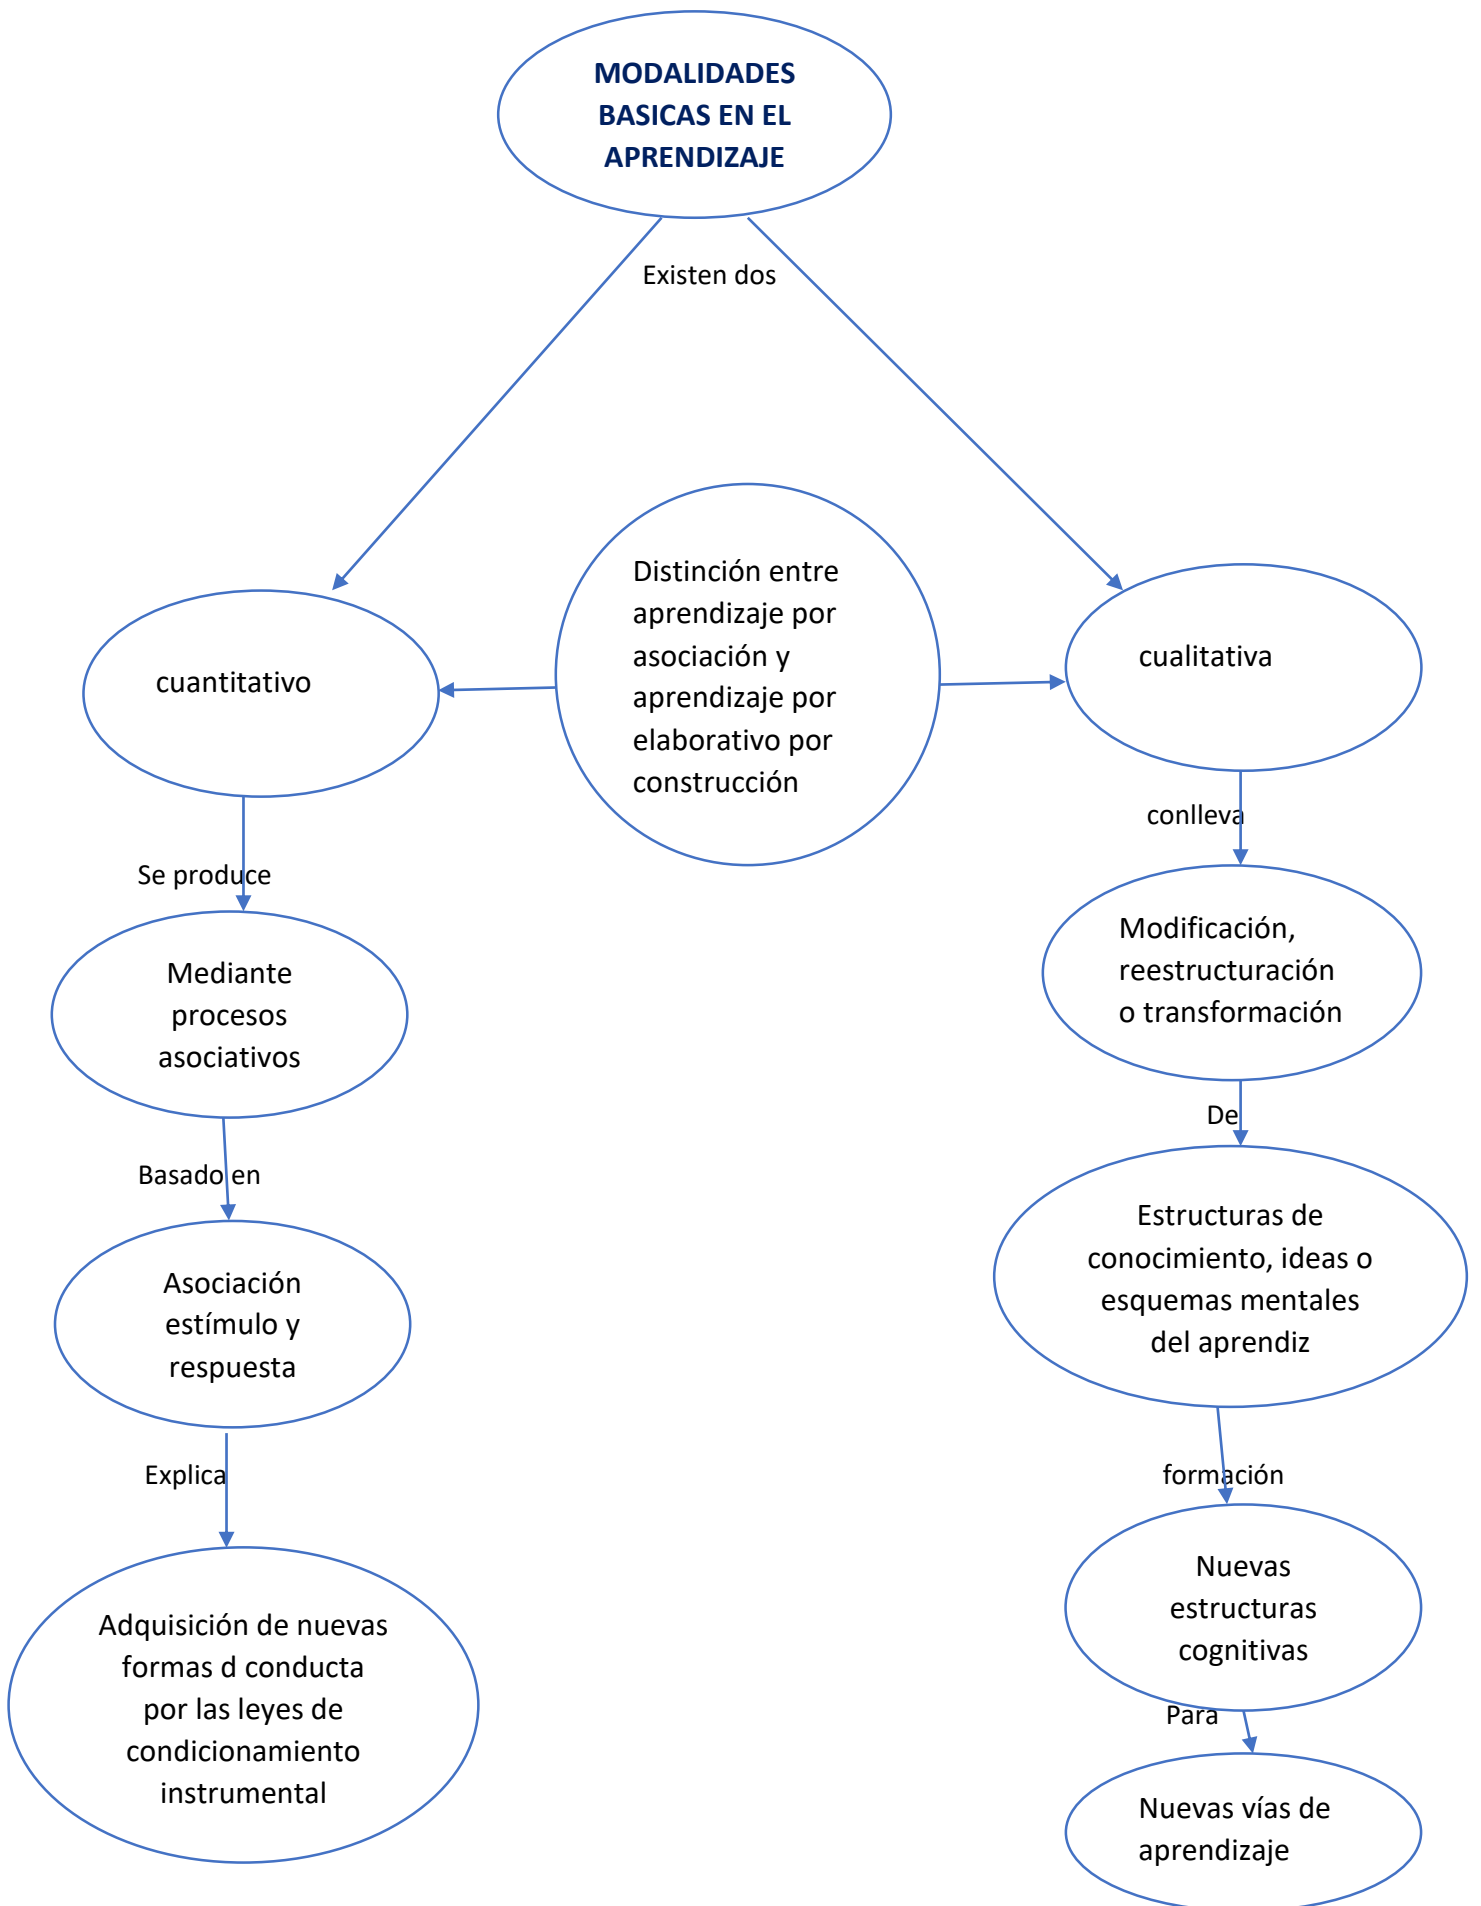 MODALIDADES
BASICAS EN EL
APRENDIZAJE
Existen dos
Distinción entre
aprendizaje por
asociación y
aprendizaje por
elaborativo por
construcción
cuantitativo
Se produce
Mediante
procesos
asociativos
Basado en
Asociación
estímulo y
respuesta
Explica
Adquisición de nuevas
formas d conducta
por las leyes de
condicionamiento
instrumental
cualitativa
conlleva
Modificación,
reestructuración
o transformación
De
Estructuras de
conocimiento, ideas o
esquemas mentales
del aprendiz
formación
Nuevas
estructuras
cognitivas
Para
Nuevas vías de
aprendizaje